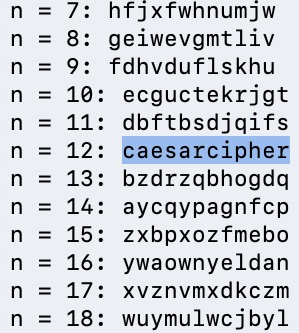 n = 7: hfjxfwhnumjw
n = 8: geiwevgmtliv
n = 9: fdhvduflskhu
n = 10: ecguctekrjgt
n = 11: dbftbsdjqifs
n = 12: caesarcipher
n = 13: bzdrzqbhogdq
n = 14: aycqypagnfcp
n = 15: zxbpxozfmebo
n = 16: ywaownyeldan
n = 17: xvznvmxdkczm
n = 18: wuymulwcjbyl